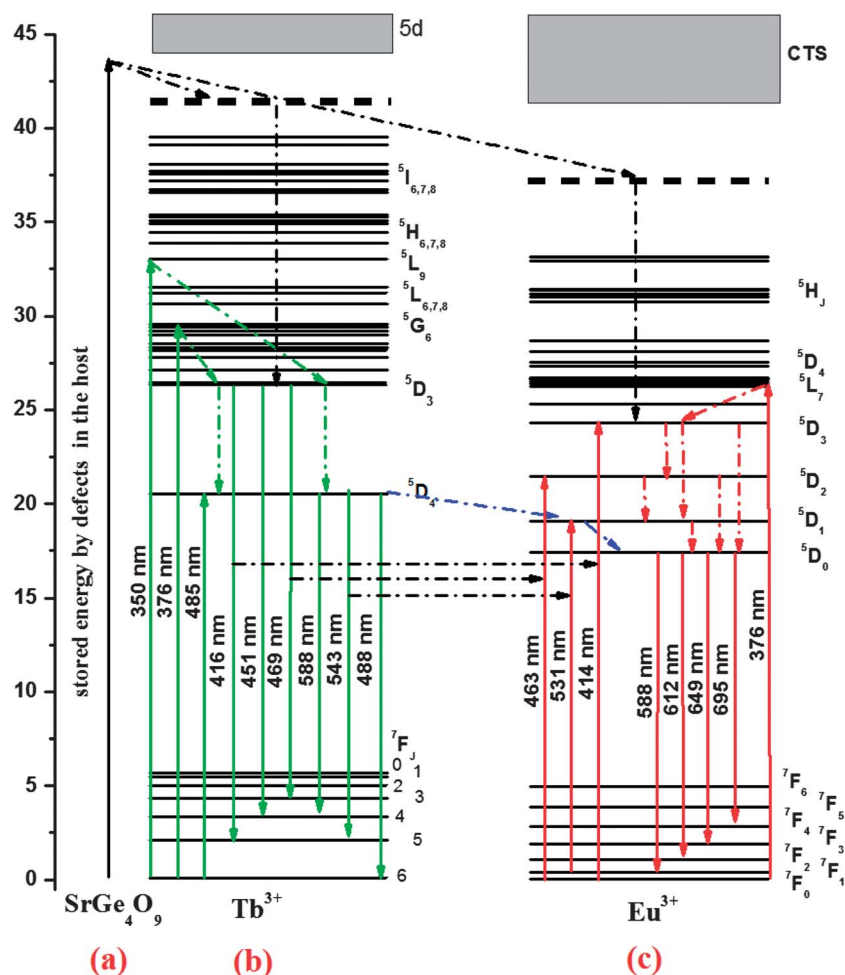 45
40
35
30
25
20
15
10
5
0
stored energy by defects in the host
5d
⁵I₆,₇,₈
⁵H₆,₇,₈
⁵L₉
⁵L₆,₇,₈
⁵G₆
⁵D₃
⁵D₄
350 nm
376 nm
485 nm
416 nm
451 nm
469 nm
588 nm
543 nm
488 nm
⁷F_J
0
1
2
3
4
5
6
CTS
⁵H_J
⁵D₄
⁵L₇
⁵D₃
⁵D₂
⁵D₁
⁵D₀
463 nm
531 nm
414 nm
588 nm
612 nm
649 nm
695 nm
376 nm
⁷F₆ ⁷F₅
⁷F₄ ⁷F₃
⁷F₂ ⁷F₁
⁷F₀
SrGe₄O₉
Tb³⁺
Eu³⁺
(a)
(b)
(c)